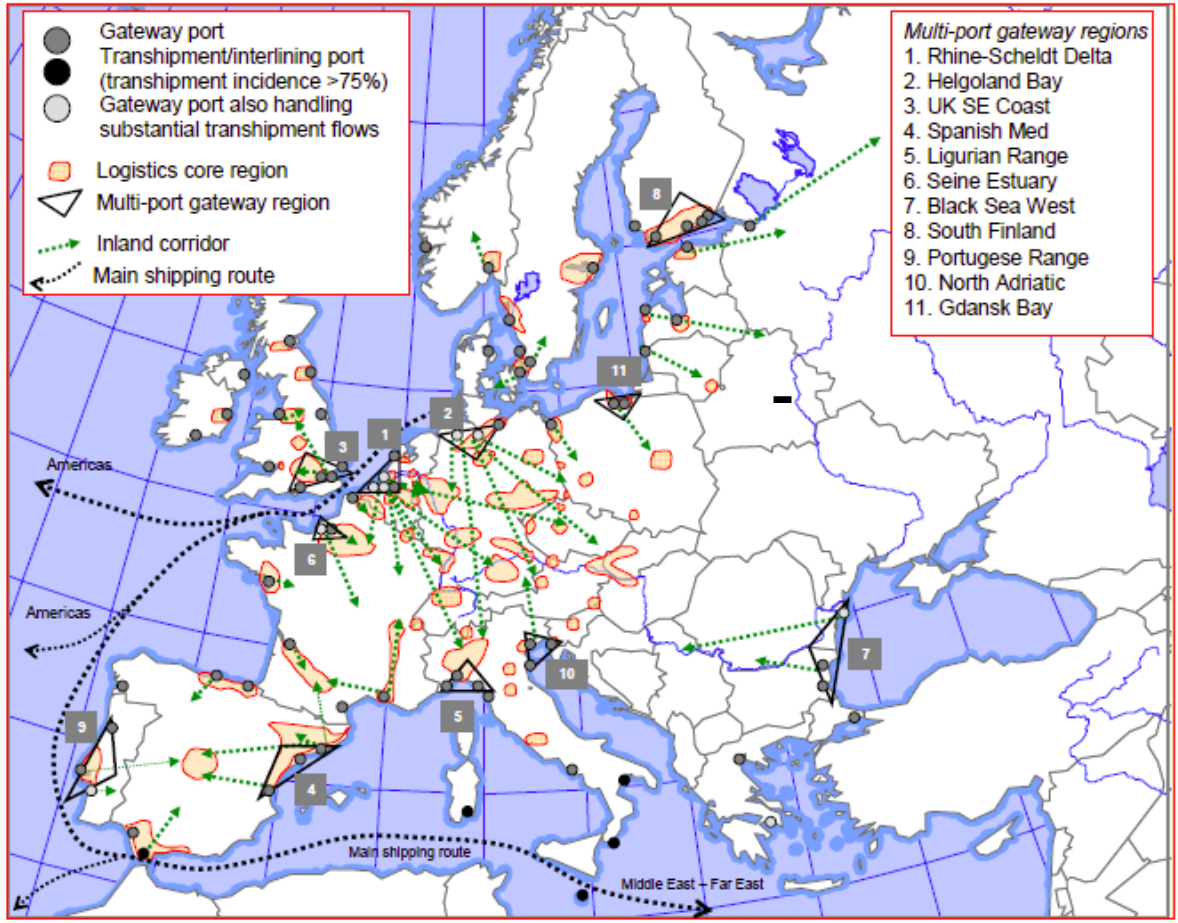 Gateway port
Transhipment/interlining port
(transhipment incidence >75%)
Gateway port also handling
substantial transhipment flows
Logistics core region
Multi-port gateway region
Inland corridor
Main shipping route
Multi-port gateway regions
1. Rhine-Scheldt Delta
2. Helgoland Bay
3. UK SE Coast
4. Spanish Med
5. Ligurian Range
6. Seine Estuary
7. Black Sea West
8. South Finland
9. Portugese Range
10. North Adriatic
11. Gdansk Bay
8
11
2
1
3
Americas
6
Americas
7
10
9
5
4
Main shipping route
Middle East – Far East